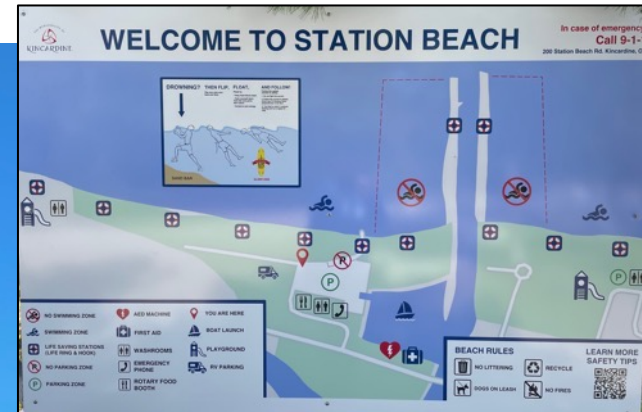 KINCARDINE
WELCOME TO STATION BEACH
In case of emergency
Call 9-1-
200 Station Beach Rd. Kincardine, O
DROWNING? THEN FLIP, FLOAT, AND FOLLOW
SAND BAR
P
P
NO SWIMMING ZONE
SWIMMING ZONE
LIFE SAVING STATIONS
(LIFE RING & HOOK)
NO PARKING ZONE
P PARKING ZONE
AED MACHINE
FIRST AID
WASHROOMS
EMERGENCY
PHONE
ROTARY FOOD
BOOTH
YOU ARE HERE
BOAT LAUNCH
PLAYGROUND
RV PARKING
BEACH RULES
NO LITTERING
RECYCLE
DOGS ON LEASH
NO FIRES
LEARN MORE
SAFETY TIPS